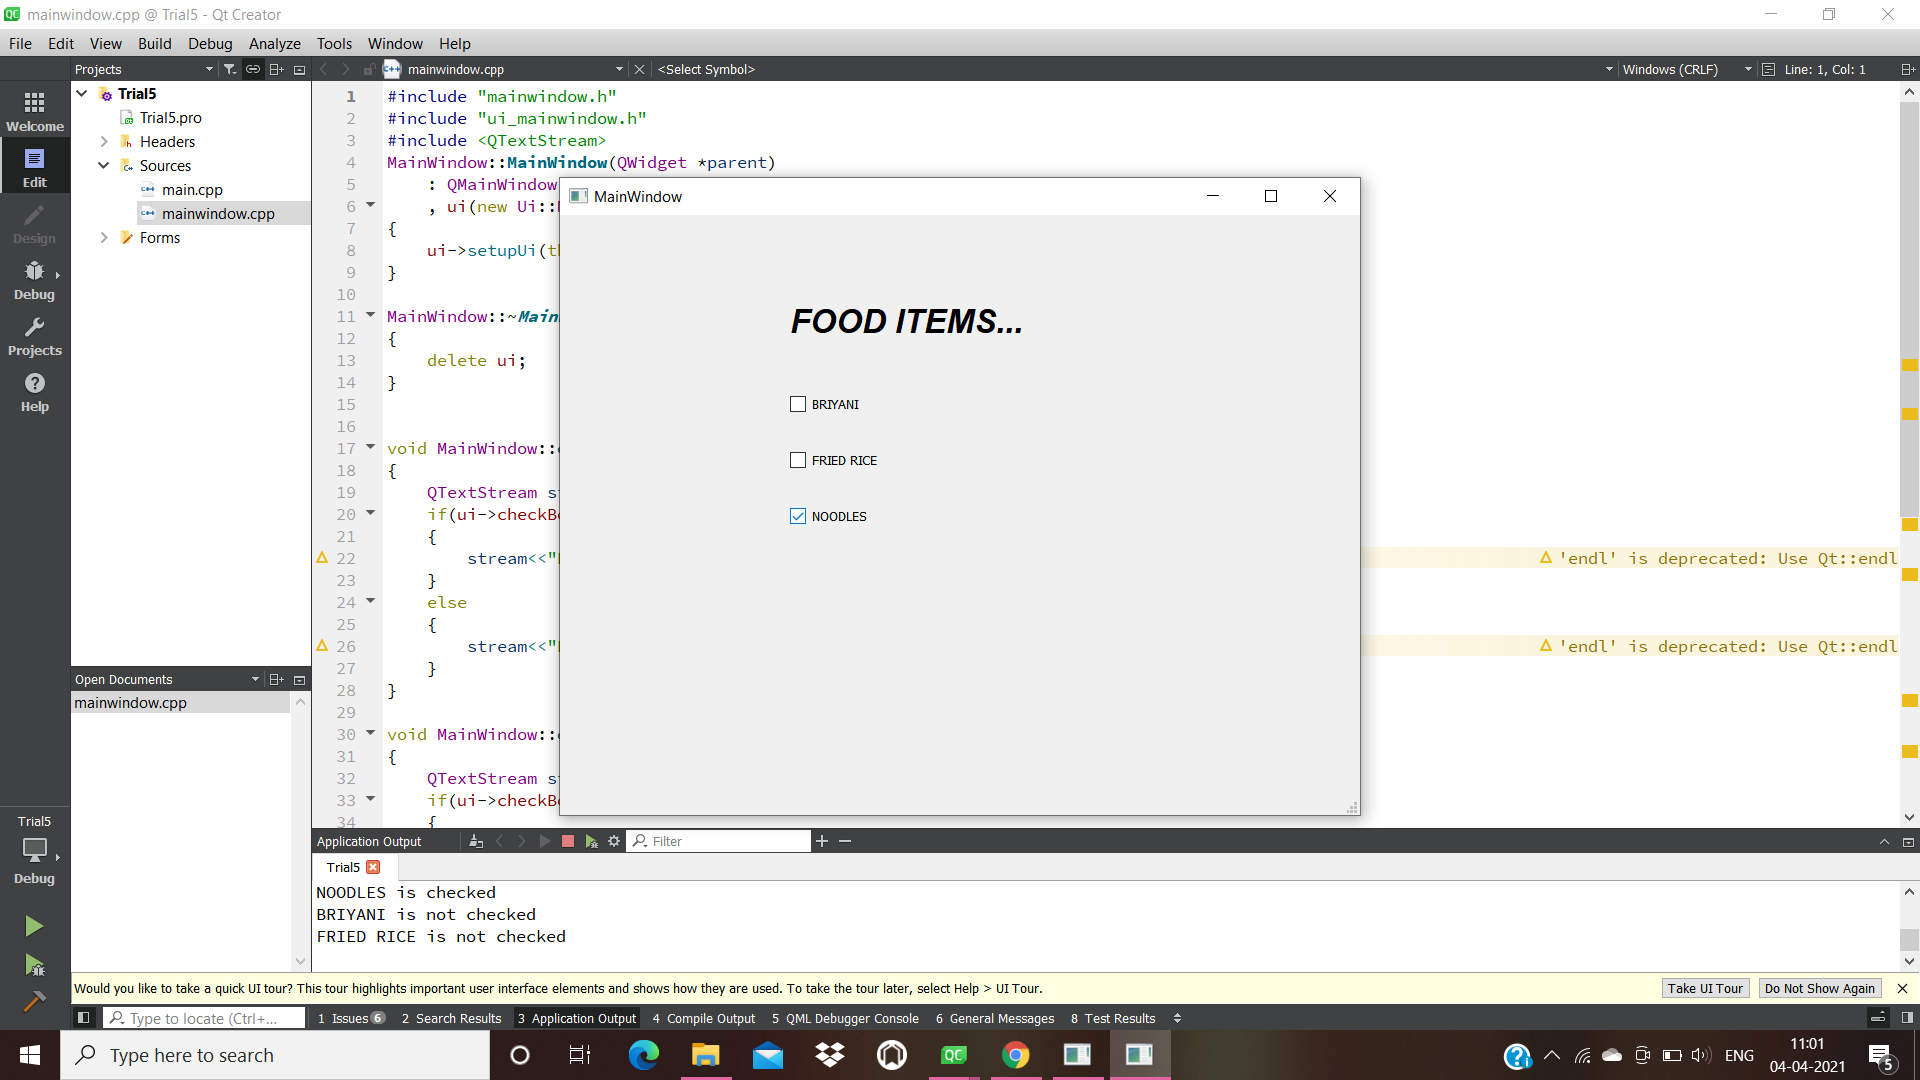 mainwindow.cpp @ Trial5 - Qt Creator
File Edit View Build Debug Analyze Tools Window Help
Projects mainwindow.cpp <Select Symbol> Windows (CRLF) Line: 1, Col: 1
Welcome
Edit
Design
Debug
Projects
Help
Trial5
Debug
Trial5
Trial5.pro
Headers
Sources
main.cpp
mainwindow.cpp
Forms
Open Documents
mainwindow.cpp
1 #include "mainwindow.h"
2 #include "ui_mainwindow.h"
3 #include <QTextStream>
4 MainWindow::MainWindow(QWidget *parent)
5 : QMainWindow
6 , ui(new Ui::
7 {
8 ui->setupUi(
9 }
10
11 MainWindow::~Main
12 {
13 delete ui;
14 }
15
16
17 void MainWindow::
18 {
19 QTextStream
20 if(ui->checkB
21 {
22 stream<<" 'endl' is deprecated: Use Qt::endl
23 }
24 else
25 {
26 stream<<" 'endl' is deprecated: Use Qt::endl
27 }
28 }
29
30 void MainWindow::
31 {
32 QTextStream
33 if(ui->checkB
34 {
MainWindow
FOOD ITEMS...
BRIYANI
FRIED RICE
NOODLES
Application Output Filter
Trial5
NOODLES is checked
BRIYANI is not checked
FRIED RICE is not checked
Would you like to take a quick UI tour? This tour highlights important user interface elements and shows how they are used. To take the tour later, select Help > UI Tour. Take UI Tour Do Not Show Again
Type to locate (Ctrl+... 1 Issues 6 2 Search Results 3 Application Output 4 Compile Output 5 QML Debugger Console 6 General Messages 8 Test Results
Type here to search QC ENG 11:01
04-04-2021 5